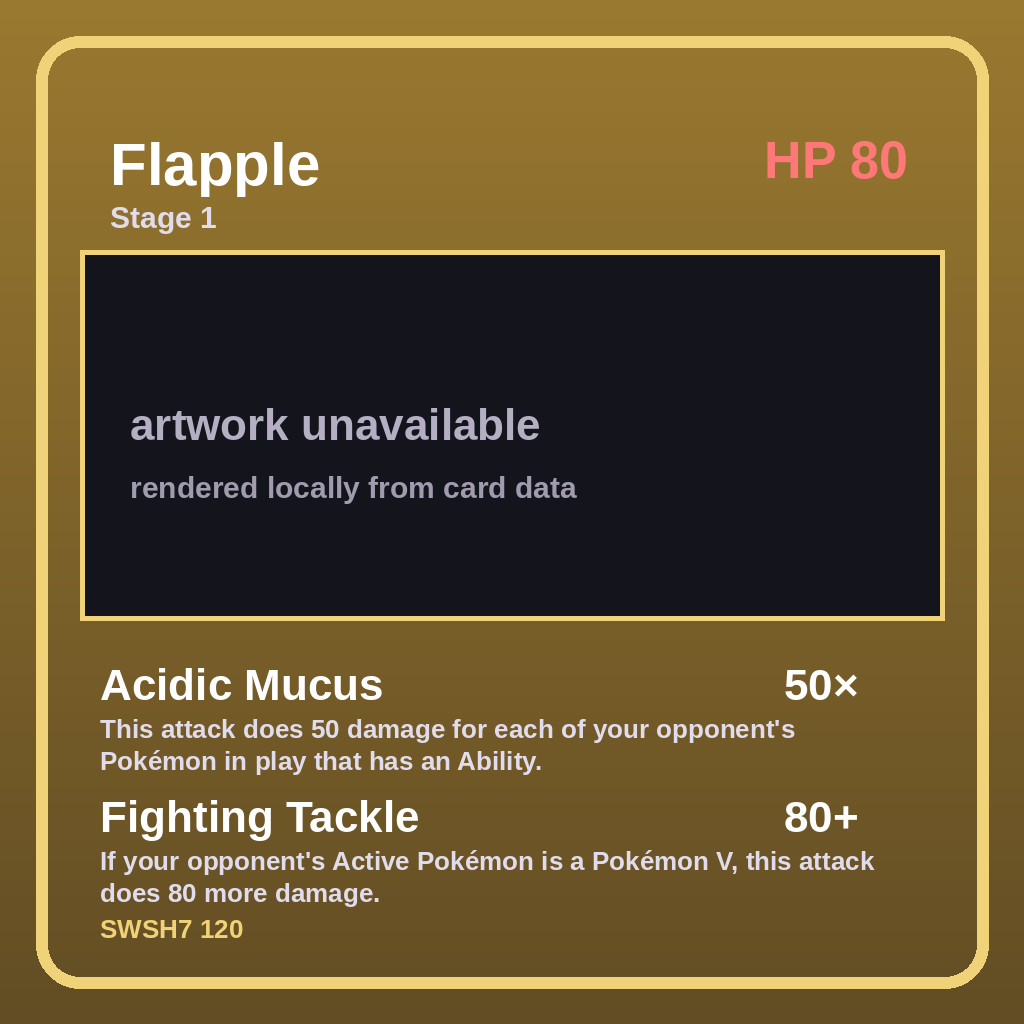 Flapple
HP 80
Stage 1
artwork unavailable
rendered locally from card data
Acidic Mucus
50×
This attack does 50 damage for each of your opponent's
Pokémon in play that has an Ability.
Fighting Tackle
80+
If your opponent's Active Pokémon is a Pokémon V, this attack
does 80 more damage.
SWSH7 120